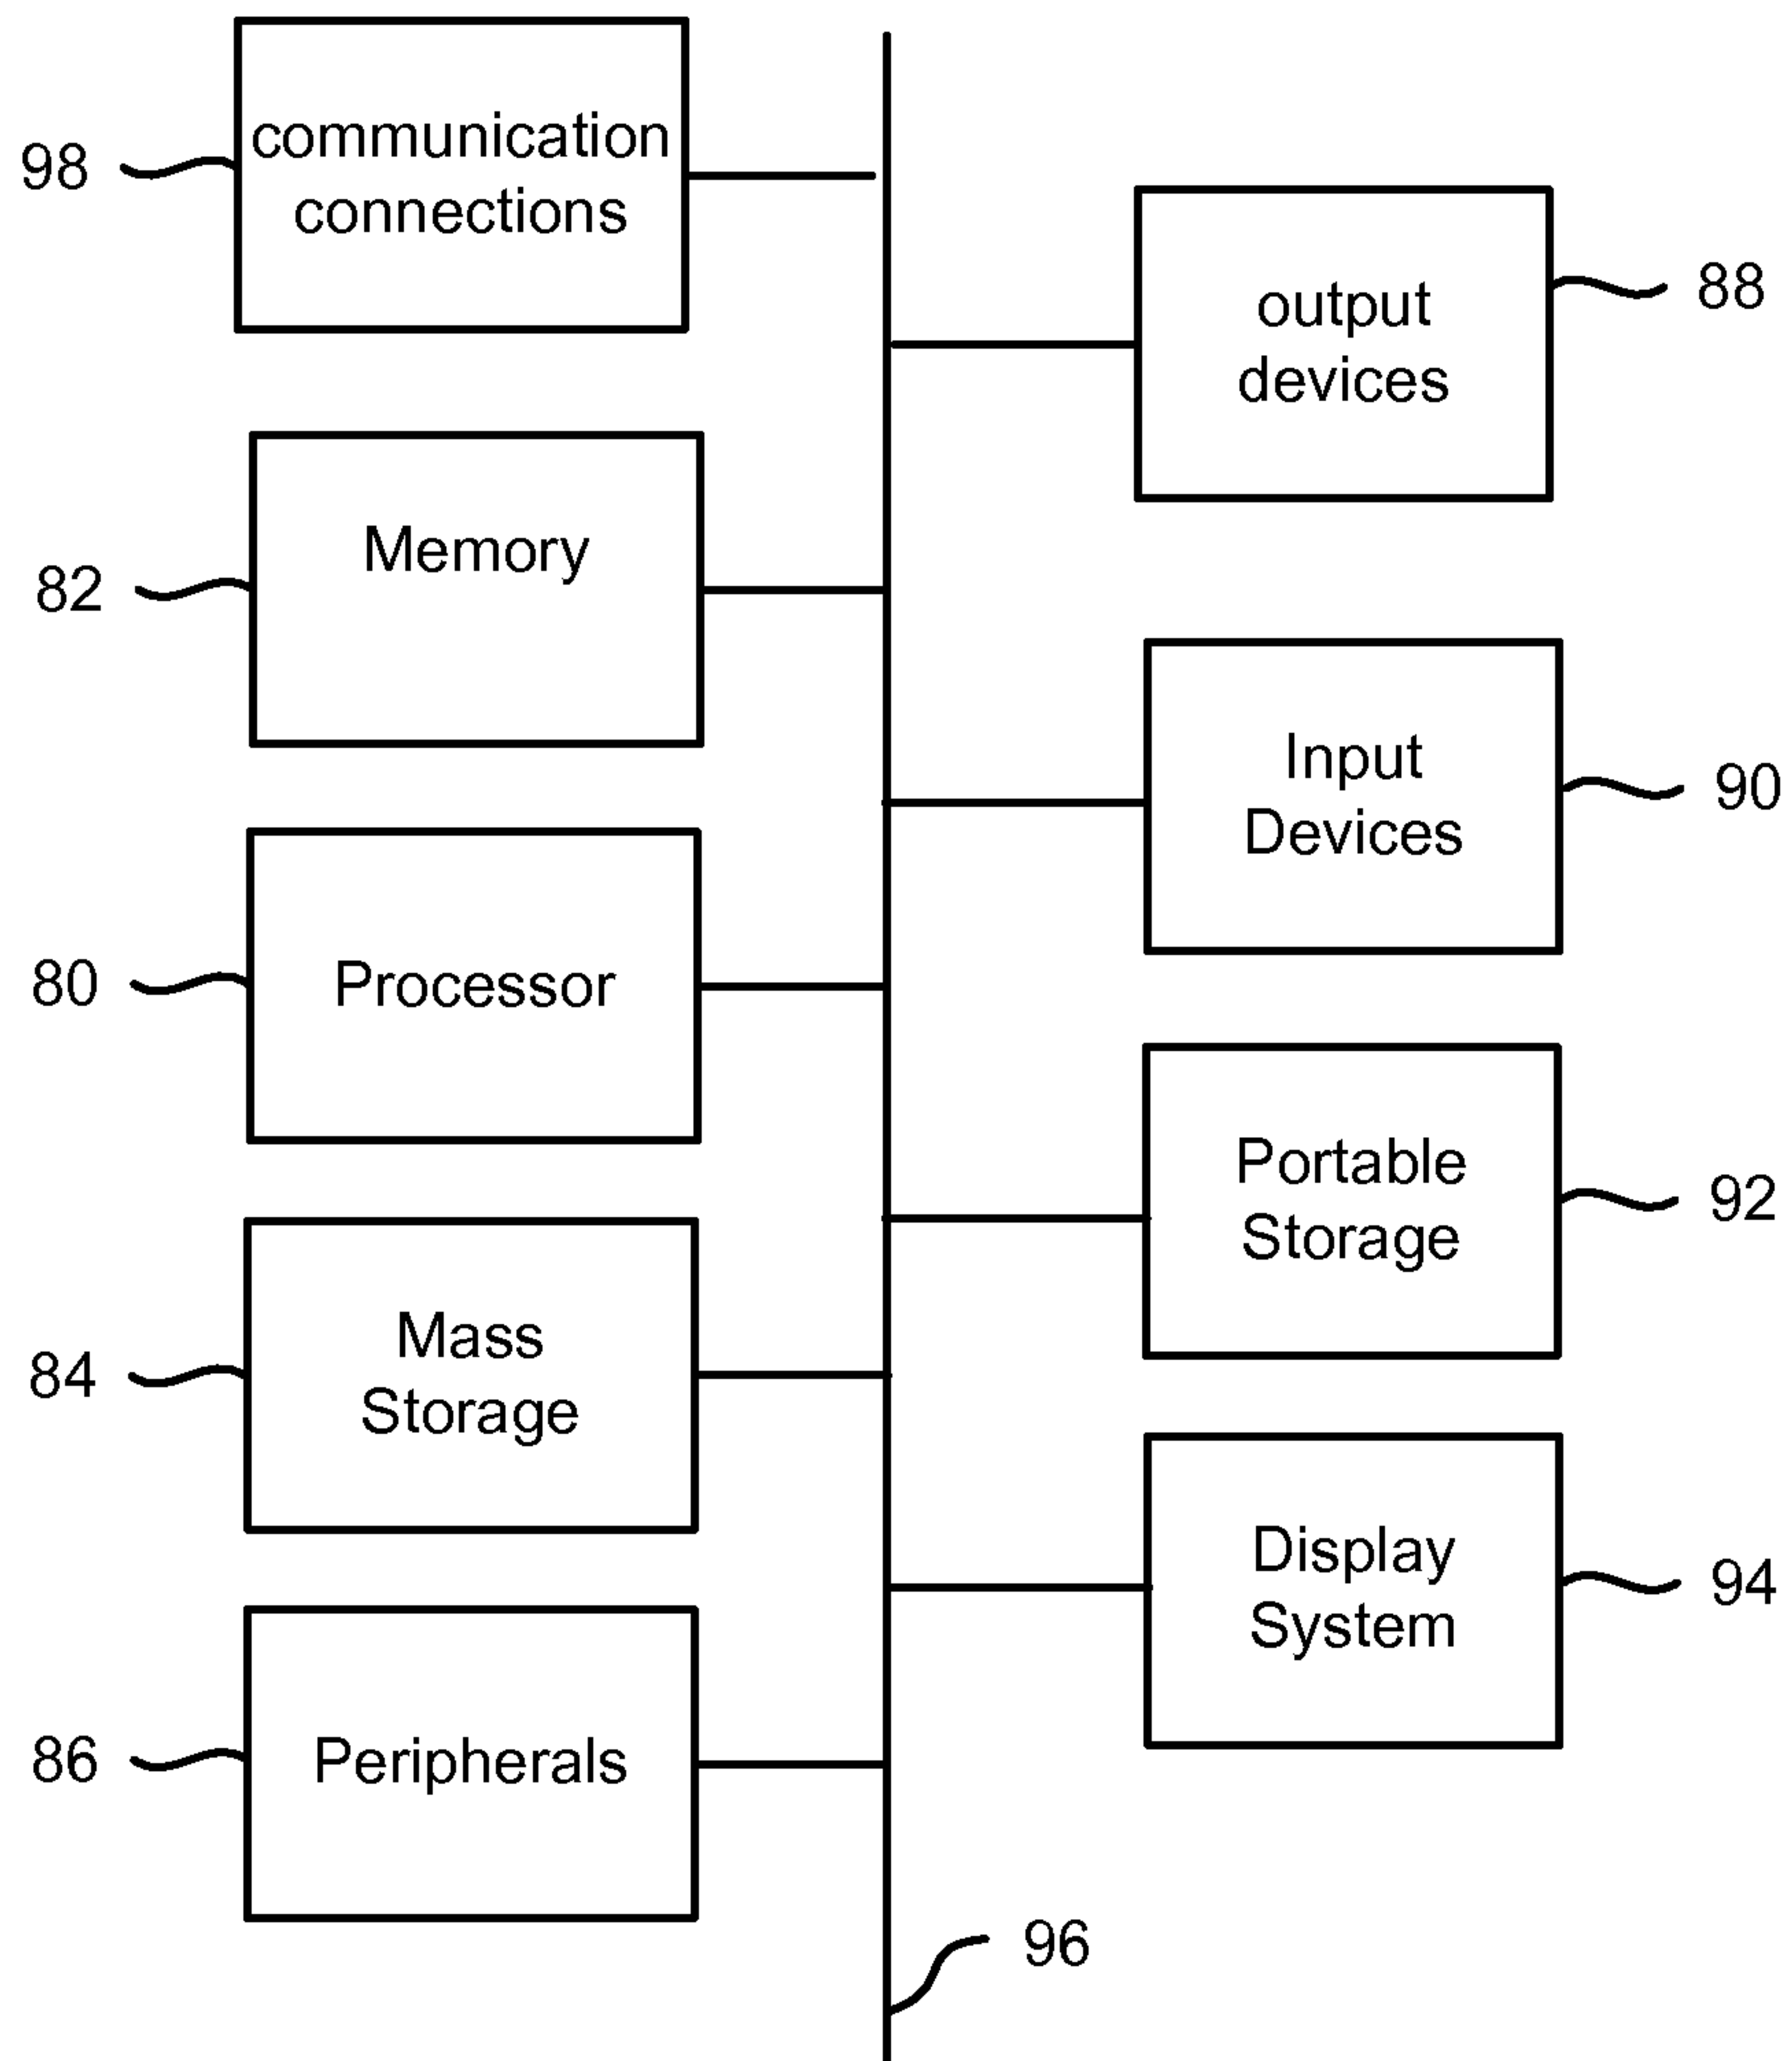 communication
connections
98
output
devices
88
Memory
82
Input
Devices
90
Processor
80
Portable
Storage
92
Mass
Storage
84
Display
System
94
Peripherals
86
96